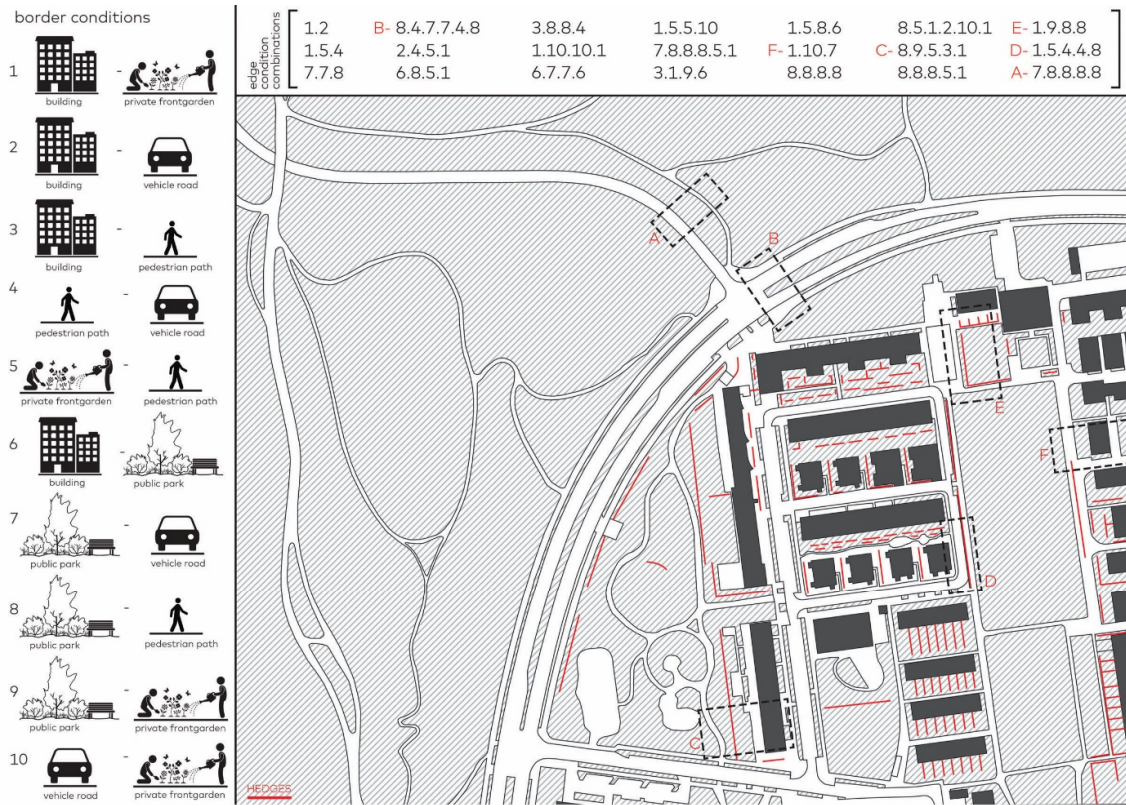 border conditions
1 -
building private frontgarden
2 -
building vehicle road
3 -
building pedestrian path
4 -
pedestrian path vehicle road
5 -
private frontgarden pedestrian path
6 -
building public park
7 -
public park vehicle road
8 -
public park pedestrian path
9 -
public park private frontgarden
10 -
vehicle road private frontgarden
edge condition combinations
1.2 B- 8.4.7.7.4.8 3.8.8.4 1.5.5.10 1.5.8.6 8.5.1.2.10.1 E- 1.9.8.8
1.5.4 2.4.5.1 1.10.10.1 7.8.8.8.5.1 F- 1.10.7 C- 8.9.5.3.1 D- 1.5.4.4.8
7.7.8 6.8.5.1 6.7.7.6 3.1.9.6 8.8.8.8 8.8.8.5.1 A- 7.8.8.8.8
A
B
E
F
D
C
HEDGES